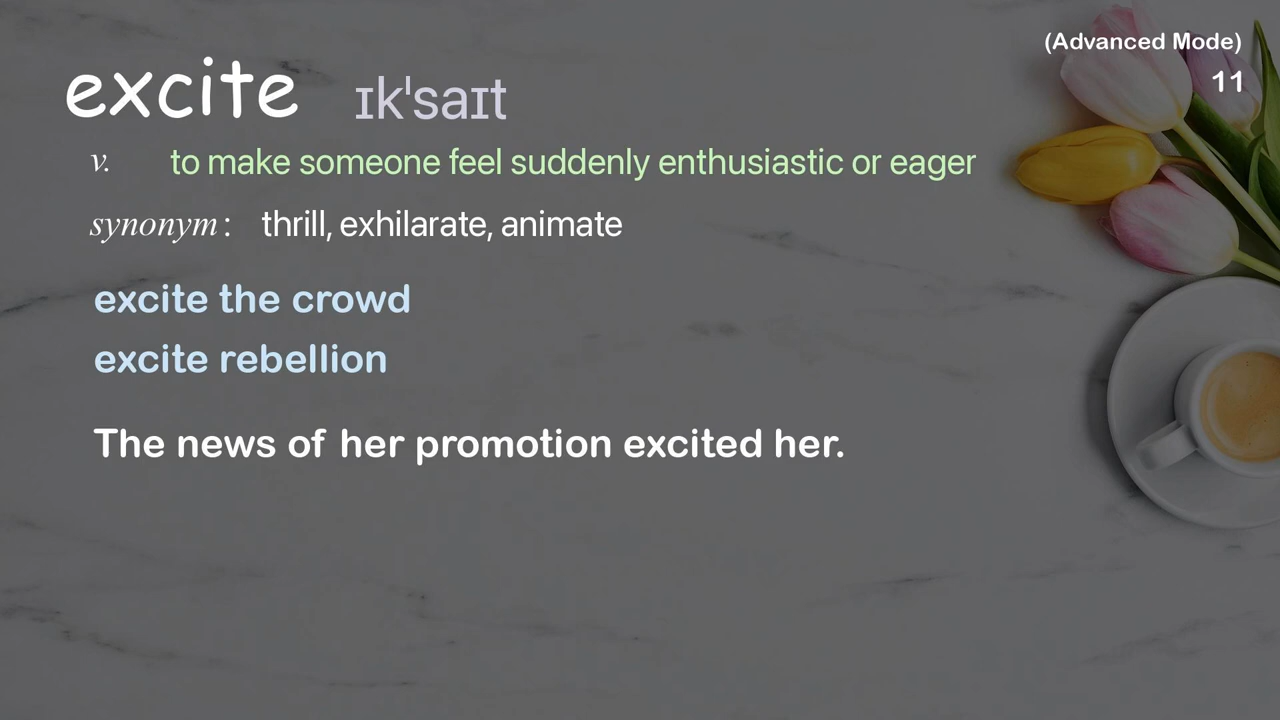 (Advanced Mode)
11
excite ɪkˈsaɪt
v. to make someone feel suddenly enthusiastic or eager
synonym: thrill, exhilarate, animate
excite the crowd
excite rebellion
The news of her promotion excited her.